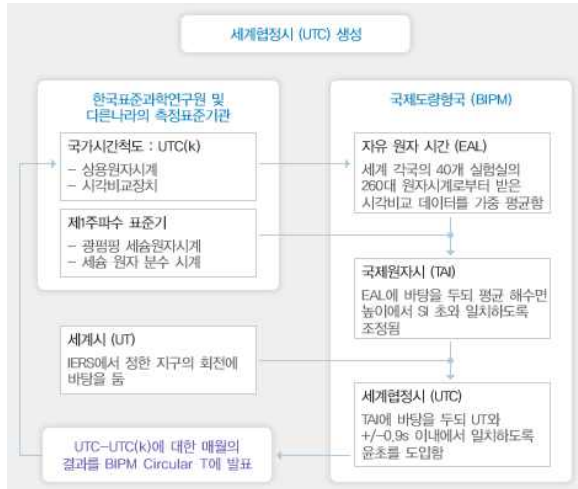 세계협정시 (UTC) 생성
한국표준과학연구원 및
다른나라의 측정표준기관
국가시간척도 : UTC(k)
- 상용원자시계
- 시각비교장치
제1주파수 표준기
- 광펌핑 세슘원자시계
- 세슘 원자 분수 시계
세계시 (UT)
IERS에서 정한 지구의 회전에
바탕을 둠
UTC-UTC(k)에 대한 매월의
결과를 BIPM Circular T에 발표
국제도량형국 (BIPM)
자유 원자 시간 (EAL)
세계 각국의 40개 실험실의
260대 원자시계로부터 받은
시각비교 데이터를 가중 평균함
국제원자시 (TAI)
EAL에 바탕을 두되 평균 해수면
높이에서 SI 초와 일치하도록
조정됨
세계협정시 (UTC)
TAI에 바탕을 두되 UT와
+/-0.9s 이내에서 일치하도록
윤초를 도입함